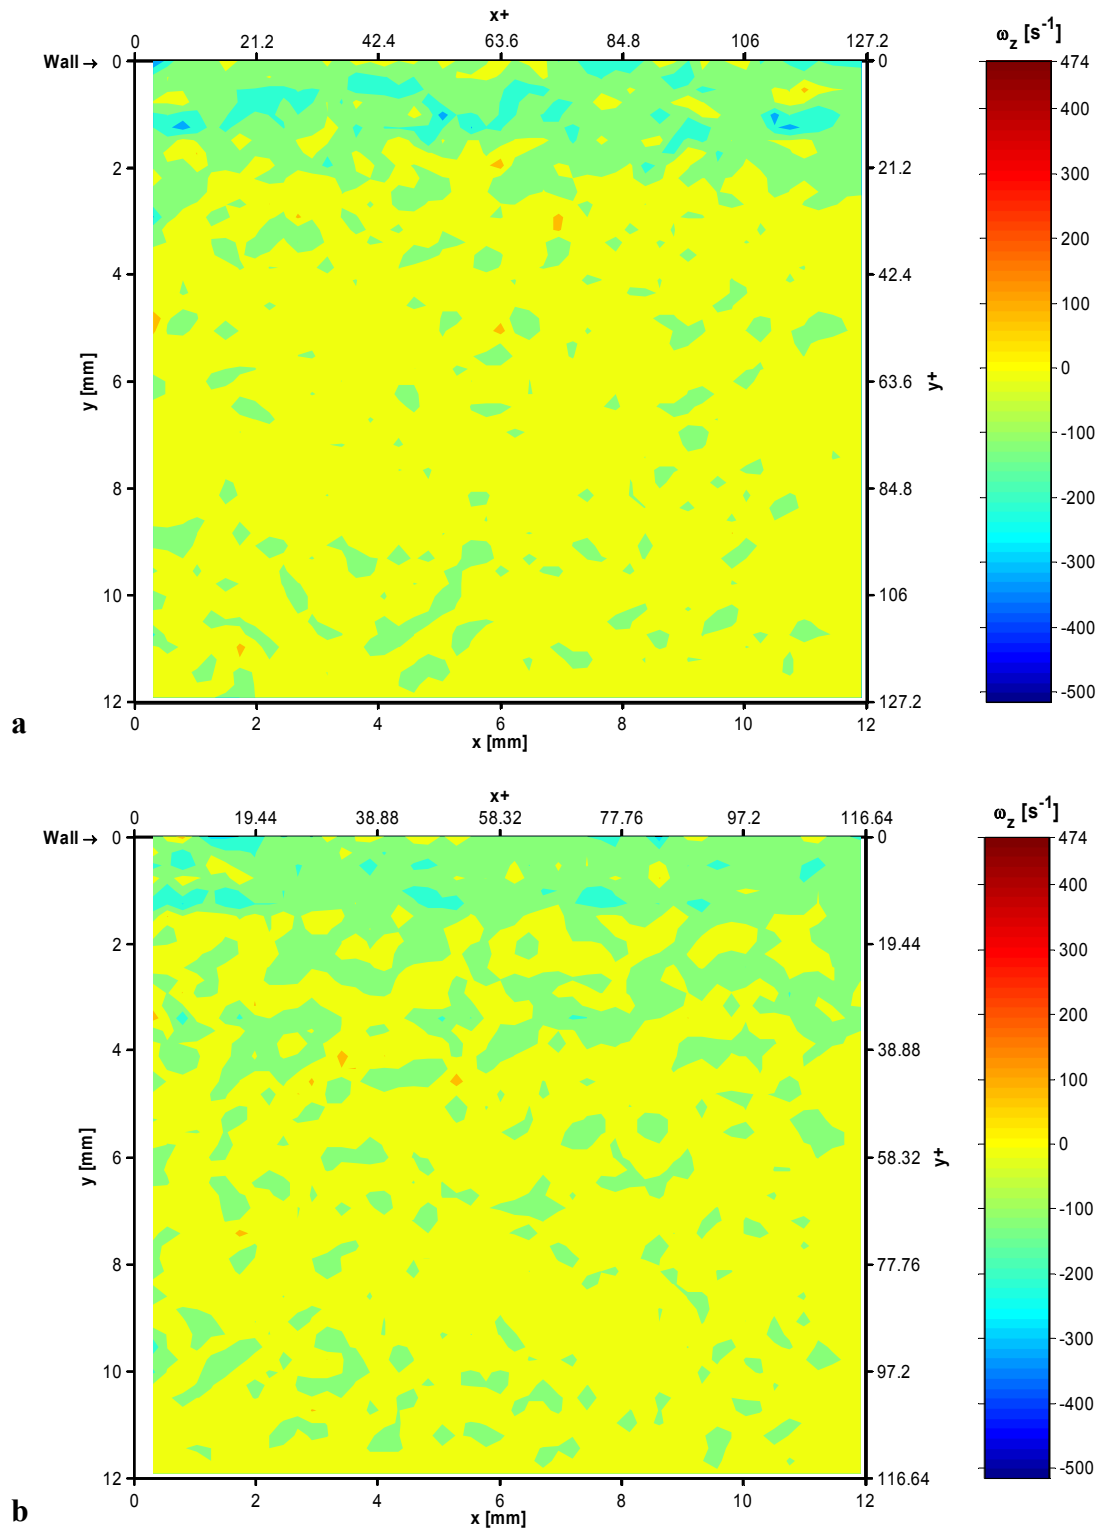 x+
0 21.2 42.4 63.6 84.8 106 127.2
ω_z [s⁻¹]
Wall → 0 0 474
400
300
2 21.2
200
4 42.4
100
y [mm] 6 63.6 y+
0
-100
8 84.8
-200
-300
10 106
-400
-500
12 127.2
a
0 2 4 6 8 10 12
x [mm]
x+
0 19.44 38.88 58.32 77.76 97.2 116.64
ω_z [s⁻¹]
Wall → 0 0 474
400
300
2 19.44
200
4 38.88
100
y [mm] 6 58.32 y+
0
-100
8 77.76
-200
-300
10 97.2
-400
-500
12 116.64
b
0 2 4 6 8 10 12
x [mm]